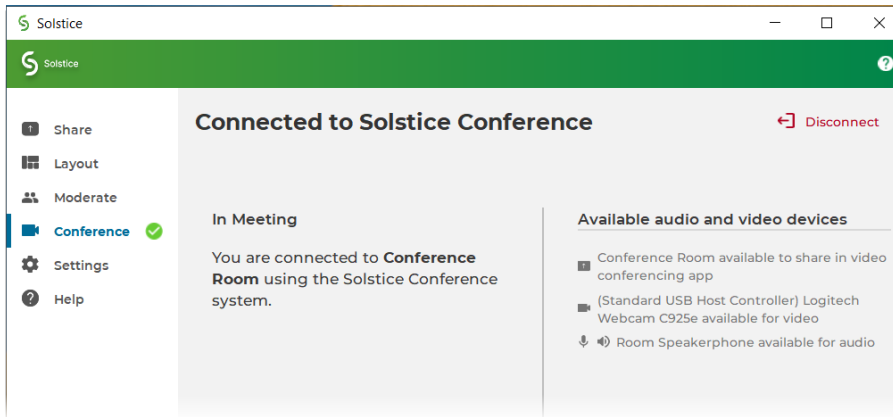 Solstice
Solstice
Share
Layout
Moderate
Conference
Settings
Help
Connected to Solstice Conference
Disconnect
In Meeting
You are connected to Conference
Room using the Solstice Conference
system.
Available audio and video devices
Conference Room available to share in video
conferencing app
(Standard USB Host Controller) Logitech
Webcam C925e available for video
Room Speakerphone available for audio